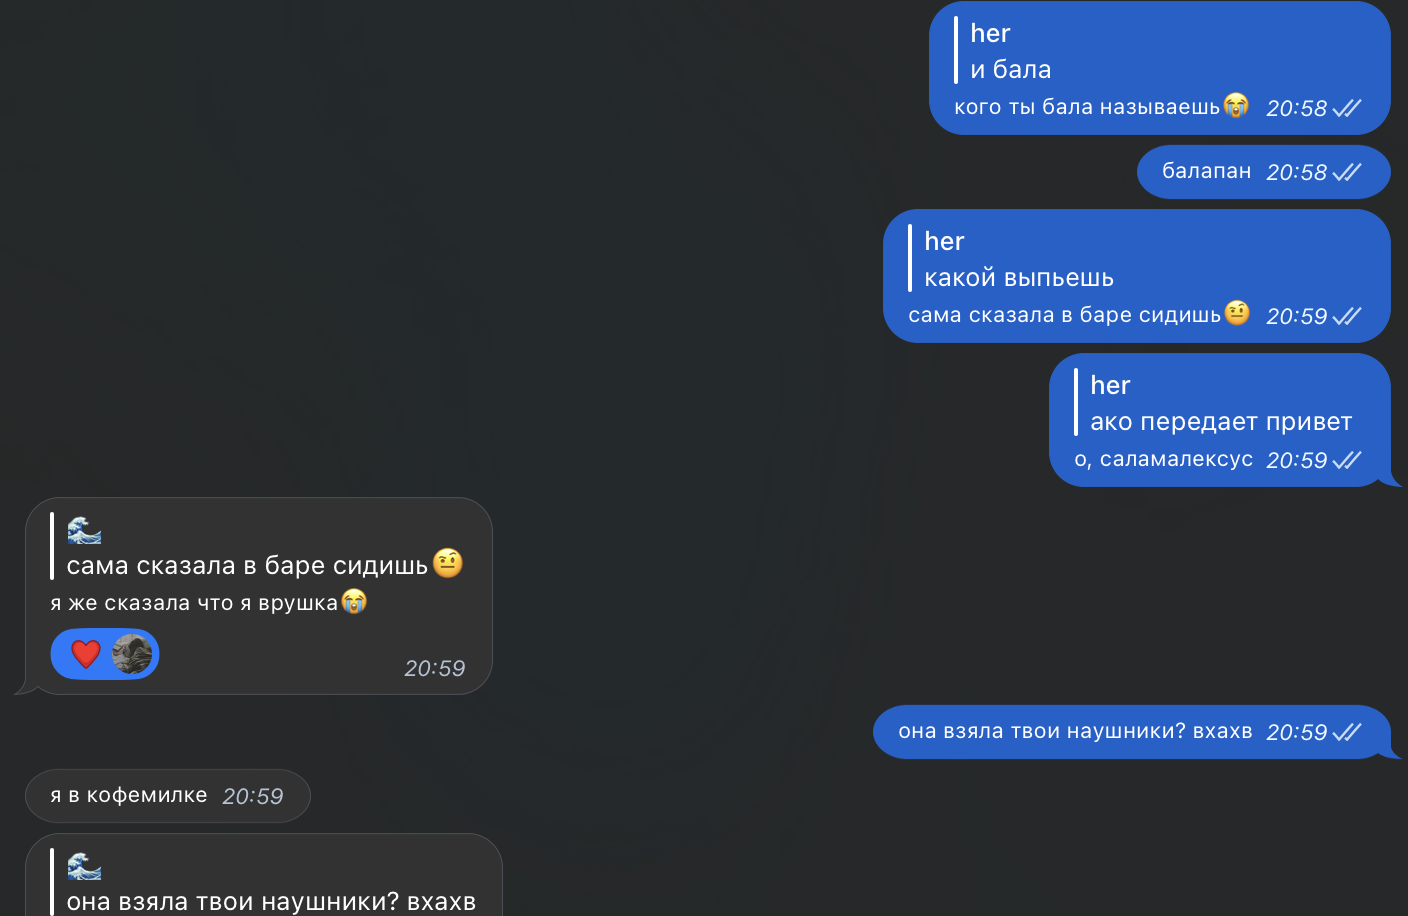 her
и бала
кого ты бала называешь😭 20:58
балапан 20:58
her
какой выпьешь
сама сказала в баре сидишь🤨 20:59
her
ако передает привет
о, саламалексус 20:59
🌊
сама сказала в баре сидишь🤨
я же сказала что я врушка😭
❤️ 20:59
она взяла твои наушники? вхахв 20:59
я в кофемилке 20:59
🌊
она взяла твои наушники? вхахв